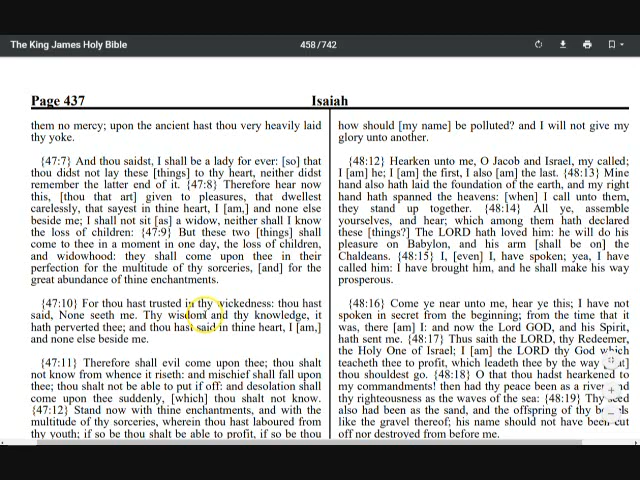 The King James Holy Bible
458/742
Page 437
Isaiah
them no mercy; upon the ancient hast thou very heavily laid
thy yoke.
{47:7} And thou saidst, I shall be a lady for ever: [so] that
thou didst not lay these [things] to thy heart, neither didst
remember the latter end of it. {47:8} Therefore hear now
this, [thou that art] given to pleasures, that dwellest
carelessly, that sayest in thine heart, I [am,] and none else
beside me; I shall not sit [as] a widow, neither shall I know
the loss of children: {47:9} But these two [things] shall
come to thee in a moment in one day, the loss of children,
and widowhood: they shall come upon thee in their
perfection for the multitude of thy sorceries, [and] for the
great abundance of thine enchantments.
{47:10} For thou hast trusted in thy wickedness: thou hast
said, None seeth me. Thy wisdom and thy knowledge, it
hath perverted thee; and thou hast said in thine heart, I [am,]
and none else beside me.
{47:11} Therefore shall evil come upon thee; thou shalt
not know from whence it riseth: and mischief shall fall upon
thee; thou shalt not be able to put if off: and desolation shall
come upon thee suddenly, [which] thou shalt not know.
{47:12} Stand now with thine enchantments, and with the
multitude of thy sorceries, wherein thou hast laboured from
thy youth; if so be thou shalt be able to profit, if so be thou
how should [my name] be polluted? and I will not give my
glory unto another.
{48:12} Hearken unto me, O Jacob and Israel, my called;
I [am] he; I [am] the first, I also [am] the last. {48:13} Mine
hand also hath laid the foundation of the earth, and my right
hand hath spanned the heavens: [when] I call unto them,
they stand up together. {48:14} All ye, assemble
yourselves, and hear; which among them hath declared
these [things?] The LORD hath loved him: he will do his
pleasure on Babylon, and his arm [shall be on] the
Chaldeans. {48:15} I, [even] I, have spoken; yea, I have
called him: I have brought him, and he shall make his way
prosperous.
{48:16} Come ye near unto me, hear ye this; I have not
spoken in secret from the beginning; from the time that it
was, there [am] I: and now the Lord GOD, and his Spirit,
hath sent me. {48:17} Thus saith the LORD, thy Redeemer,
the Holy One of Israel; I [am] the LORD thy God which
teacheth thee to profit, which leadeth thee by the way [that]
thou shouldest go. {48:18} O that thou hadst hearkened to
my commandments! then had thy peace been as a river, and
thy righteousness as the waves of the sea: {48:19} Thy seed
also had been as the sand, and the offspring of thy bowels
like the gravel thereof; his name should not have been cut
off nor destroyed from before me.